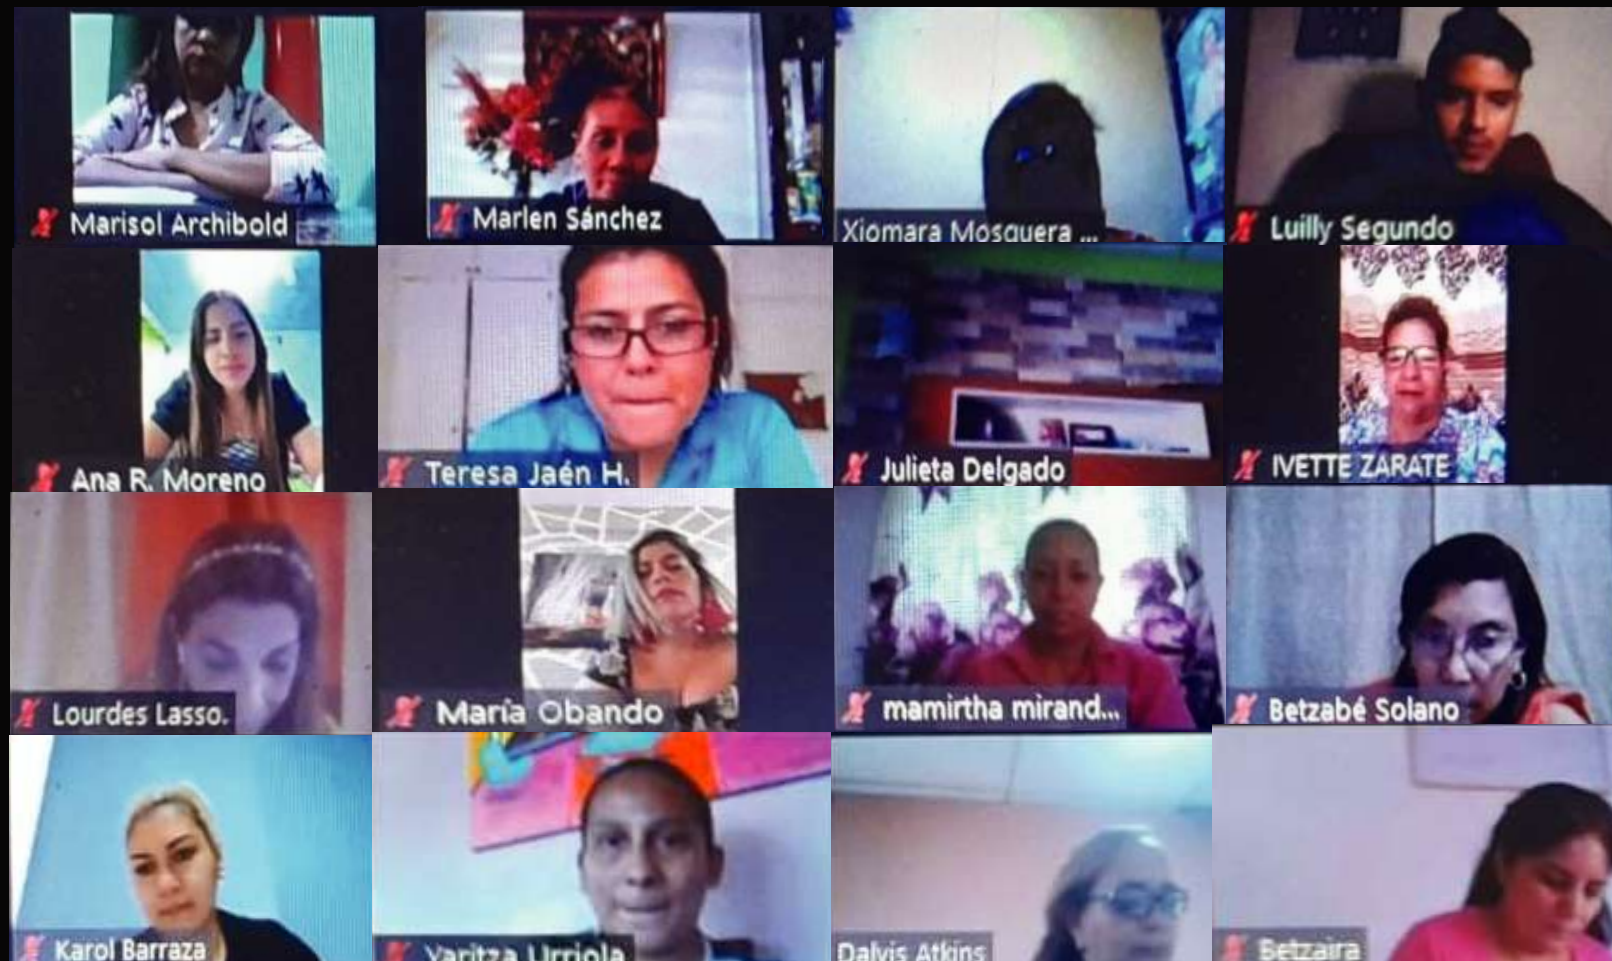 Marisol Archibold
Marlen Sánchez
Xiomara Mosquera ...
Luilly Segundo
Ana R. Moreno
Teresa Jaén H.
Julieta Delgado
IVETTE ZARATE
Lourdes Lasso.
María Obando
mamirtha mirand...
Betzabé Solano
Karol Barraza
Yaritza Urriola
Dalvis Atkins
Betzaira